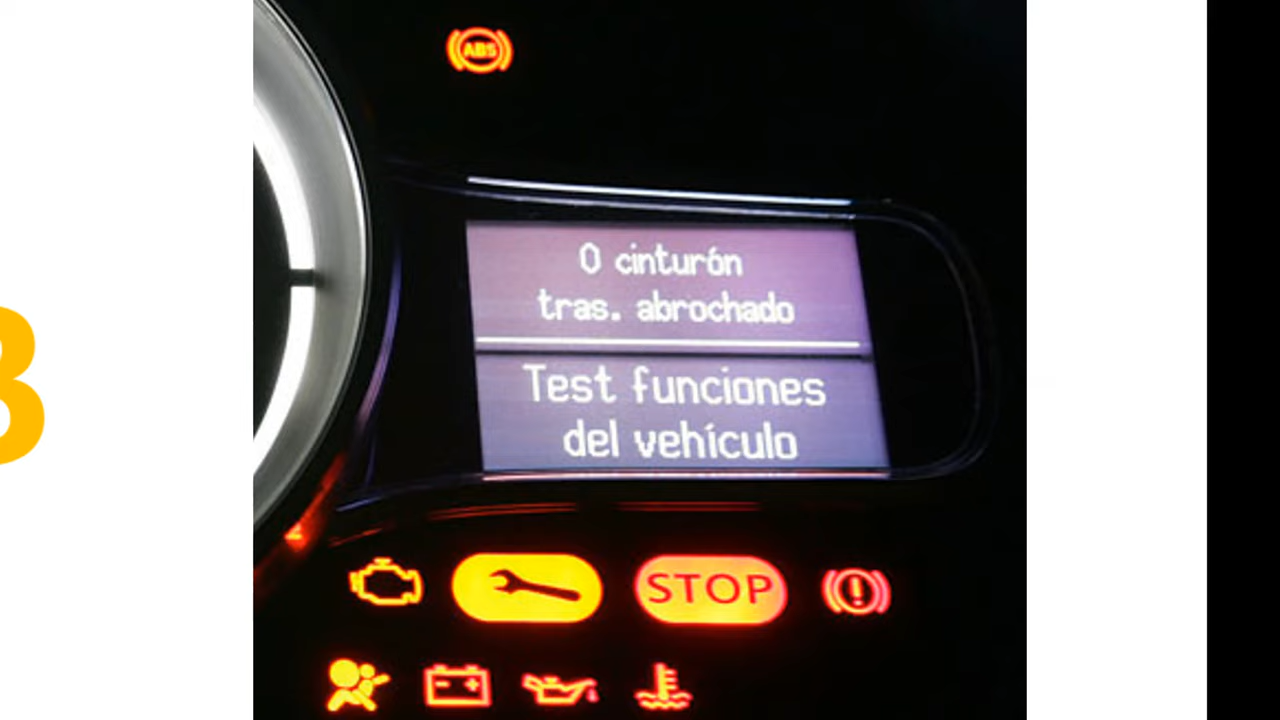 ABS
0 cinturón
tras. abrochado
Test funciones
del vehículo
STOP